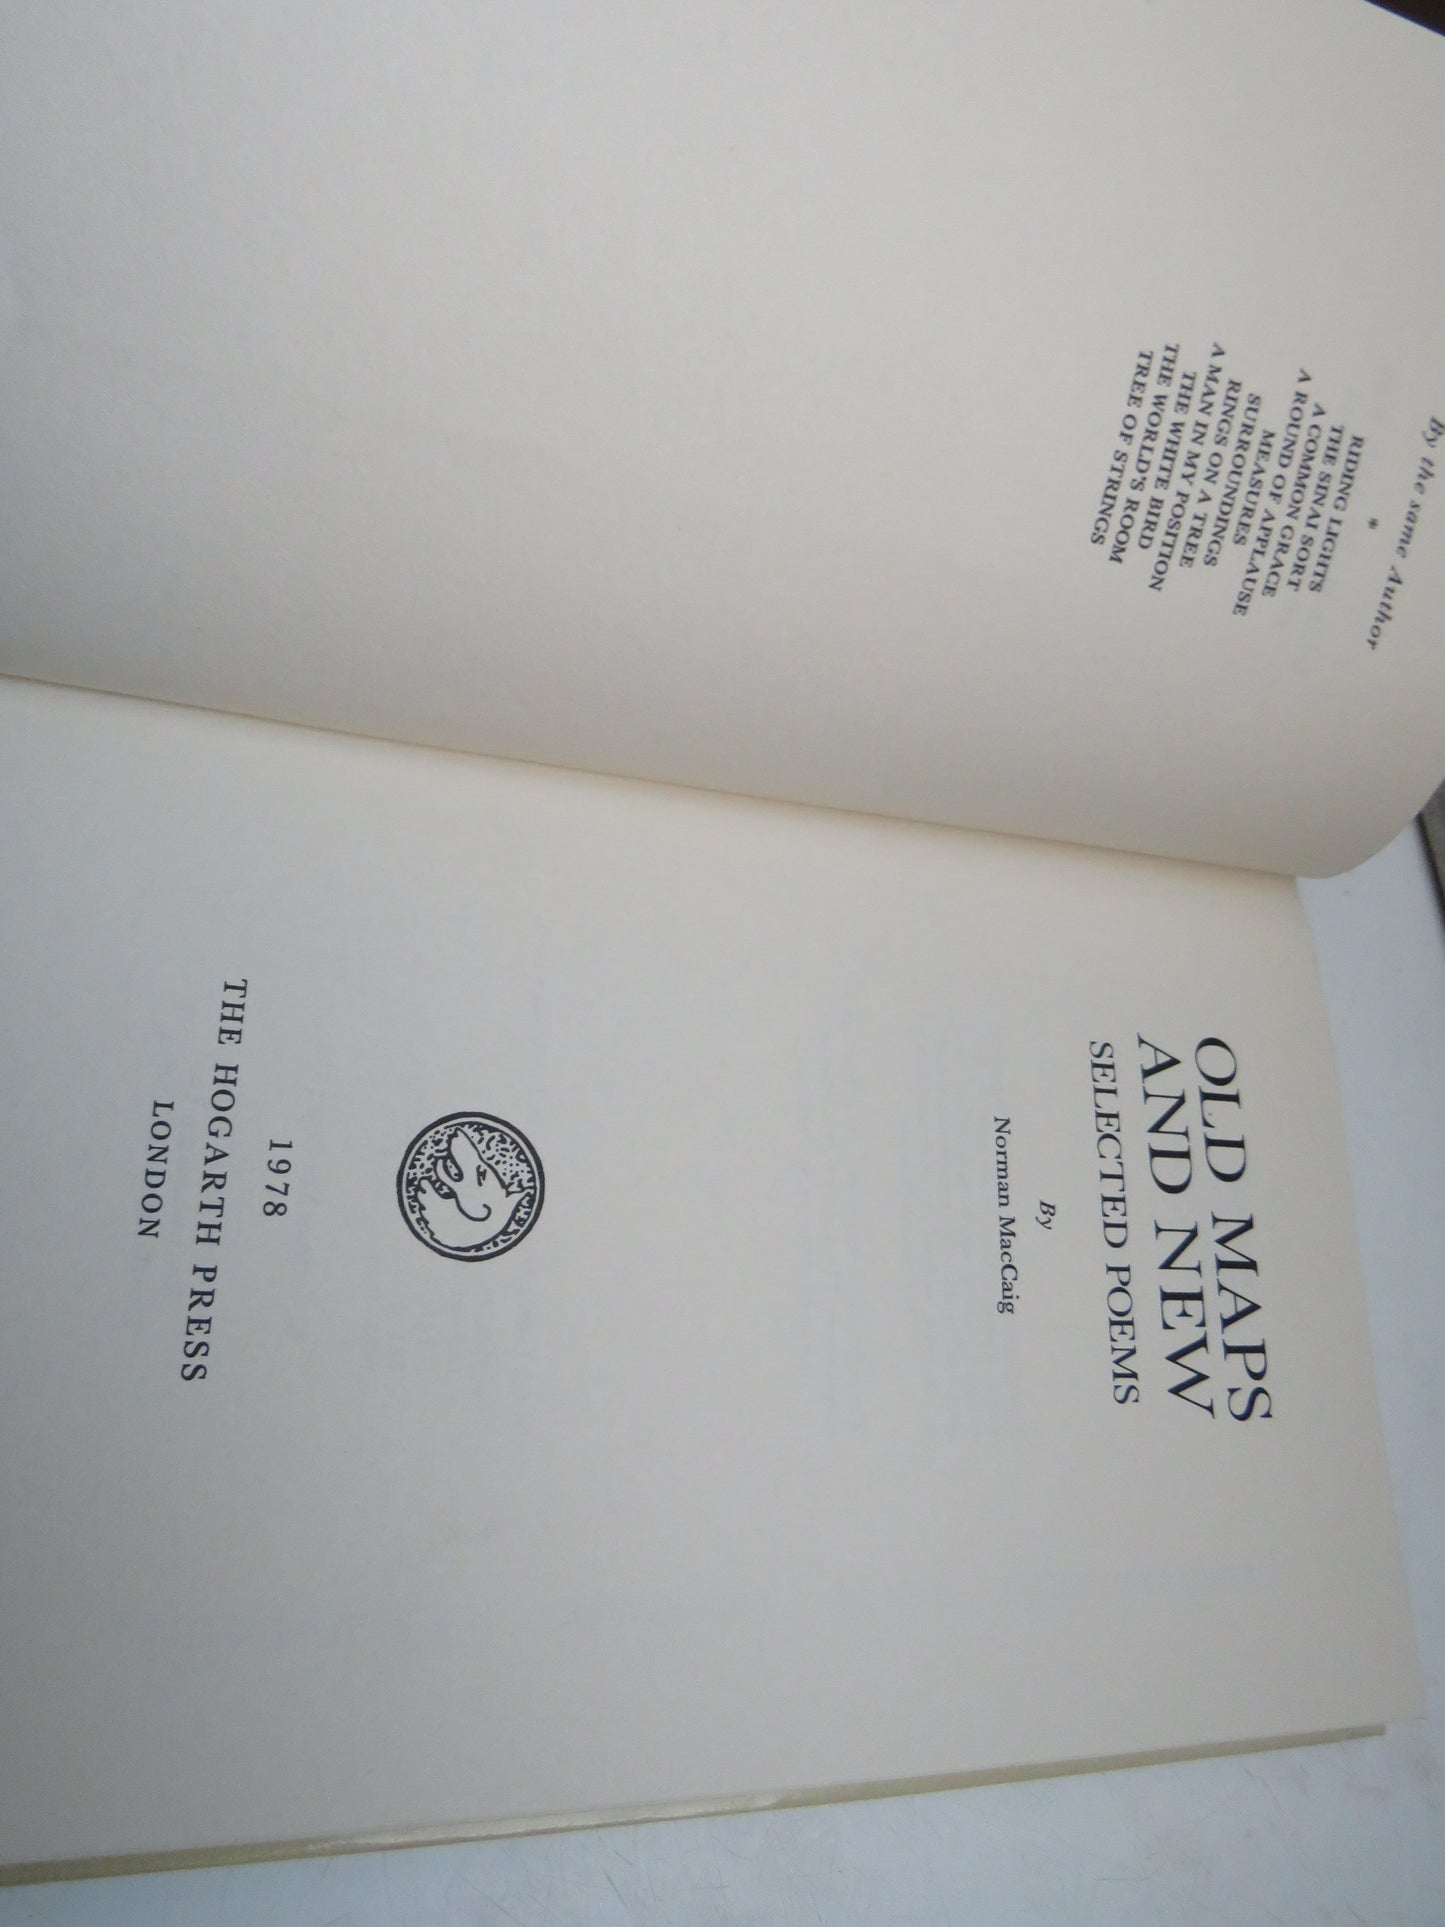 By the same Author
*
RIDING LIGHTS
THE SINAI SORT
A COMMON GRACE
A ROUND OF APPLAUSE
MEASURES
SURROUNDINGS
RINGS ON A TREE
A MAN IN MY POSITION
THE WHITE BIRD
THE WORLD'S ROOM
TREE OF STRINGS
OLD MAPS
AND NEW
SELECTED POEMS
By
Norman MacCaig
1978
THE HOGARTH PRESS
LONDON